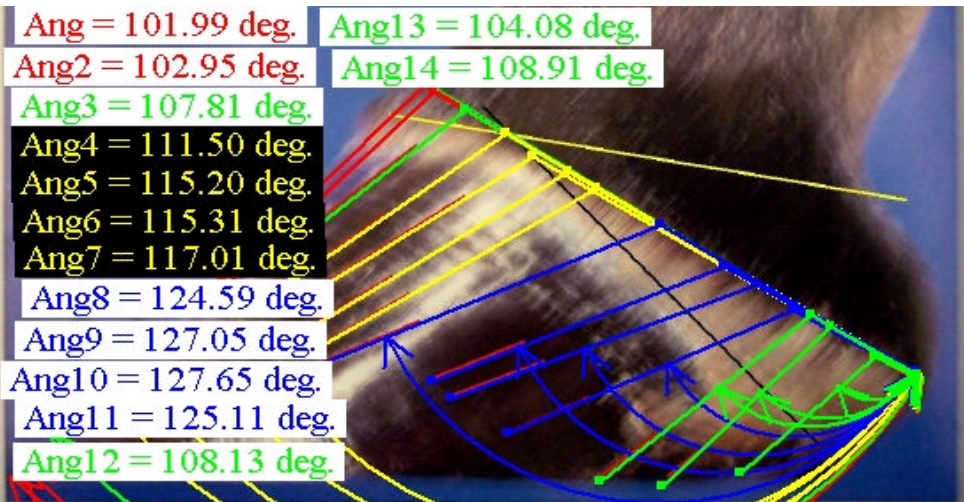 Ang = 101.99 deg.
Ang2 = 102.95 deg.
Ang3 = 107.81 deg.
Ang4 = 111.50 deg.
Ang5 = 115.20 deg.
Ang6 = 115.31 deg.
Ang7 = 117.01 deg.
Ang8 = 124.59 deg.
Ang9 = 127.05 deg.
Ang10 = 127.65 deg.
Ang11 = 125.11 deg.
Ang12 = 108.13 deg.
Ang13 = 104.08 deg.
Ang14 = 108.91 deg.